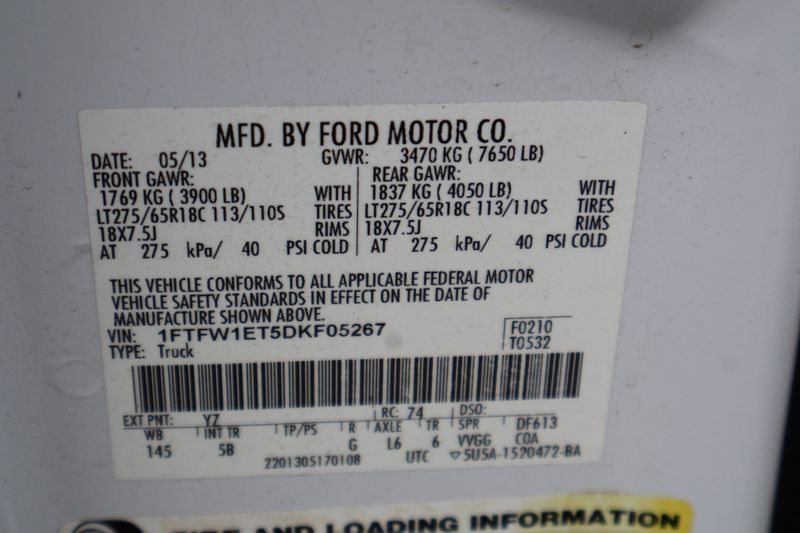 MFD. BY FORD MOTOR CO.
DATE: 05/13 GVWR: 3470 KG ( 7650 LB)
FRONT GAWR: REAR GAWR:
1769 KG ( 3900 LB) WITH 1837 KG ( 4050 LB) WITH
LT275/65R18C 113/110S TIRES LT275/65R18C 113/110S TIRES
18X7.5J RIMS 18X7.5J RIMS
AT 275 kPa/ 40 PSI COLD AT 275 kPa/ 40 PSI COLD
THIS VEHICLE CONFORMS TO ALL APPLICABLE FEDERAL MOTOR
VEHICLE SAFETY STANDARDS IN EFFECT ON THE DATE OF
MANUFACTURE SHOWN ABOVE.
VIN: 1FTFW1ET5DKF05267 F0210
TYPE: Truck T0532
EXT PNT: YZ RC: 74 DSO:
WB INT TR TP/PS R AXLE TR SPR DF613
145 5B G L6 6 VVGG COA
2201305170108 UTC ▽5U5A-1520472-BA
TIRE AND LOADING INFORMATION